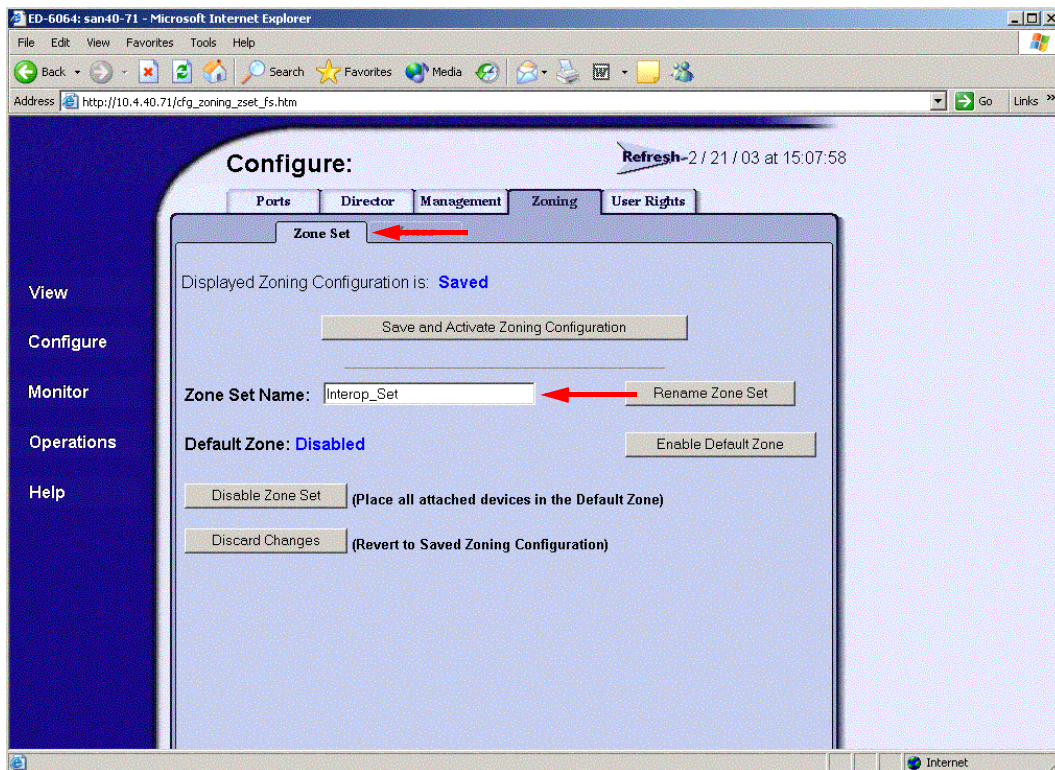 ED-6064: san40-71 - Microsoft Internet Explorer
File Edit View Favorites Tools Help
Back Search Favorites Media
Address http://10.4.40.71/cfg_zoning_zset_fs.htm Go Links »
Configure: Refresh 2 / 21 / 03 at 15:07:58
Ports Director Management Zoning User Rights
Zone Set
Displayed Zoning Configuration is: Saved
View
Save and Activate Zoning Configuration
Configure
Monitor
Zone Set Name: Interop_Set Rename Zone Set
Operations
Default Zone: Disabled Enable Default Zone
Help
Disable Zone Set (Place all attached devices in the Default Zone)
Discard Changes (Revert to Saved Zoning Configuration)
Internet